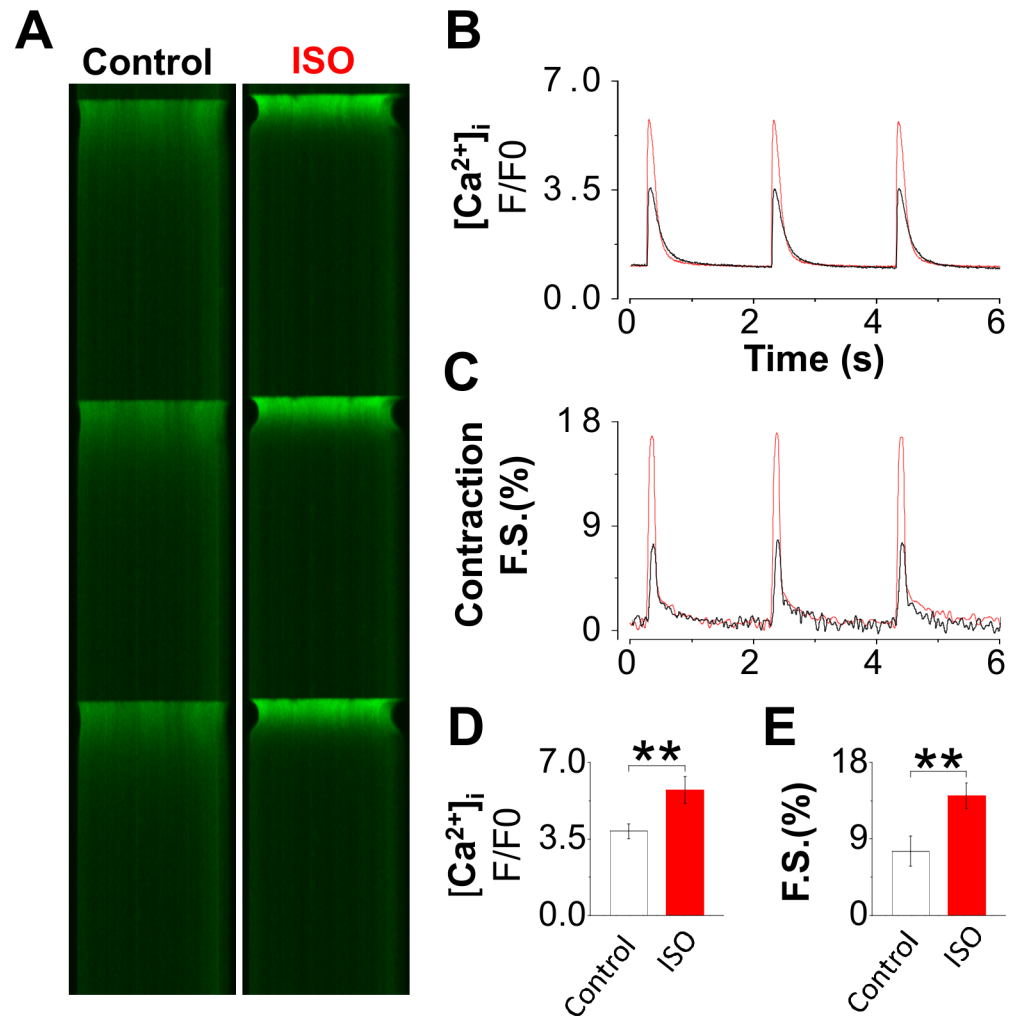 A
Control ISO
B
[Ca²⁺]i
F/F0
7.0
3.5
0.0
0 2 4 6
Time (s)
C
Contraction
F.S.(%)
18
9
0
0 2 4 6
D
[Ca²⁺]i
F/F0
7.0
3.5
0.0
**
Control ISO
E
F.S.(%)
18
9
0
**
Control ISO